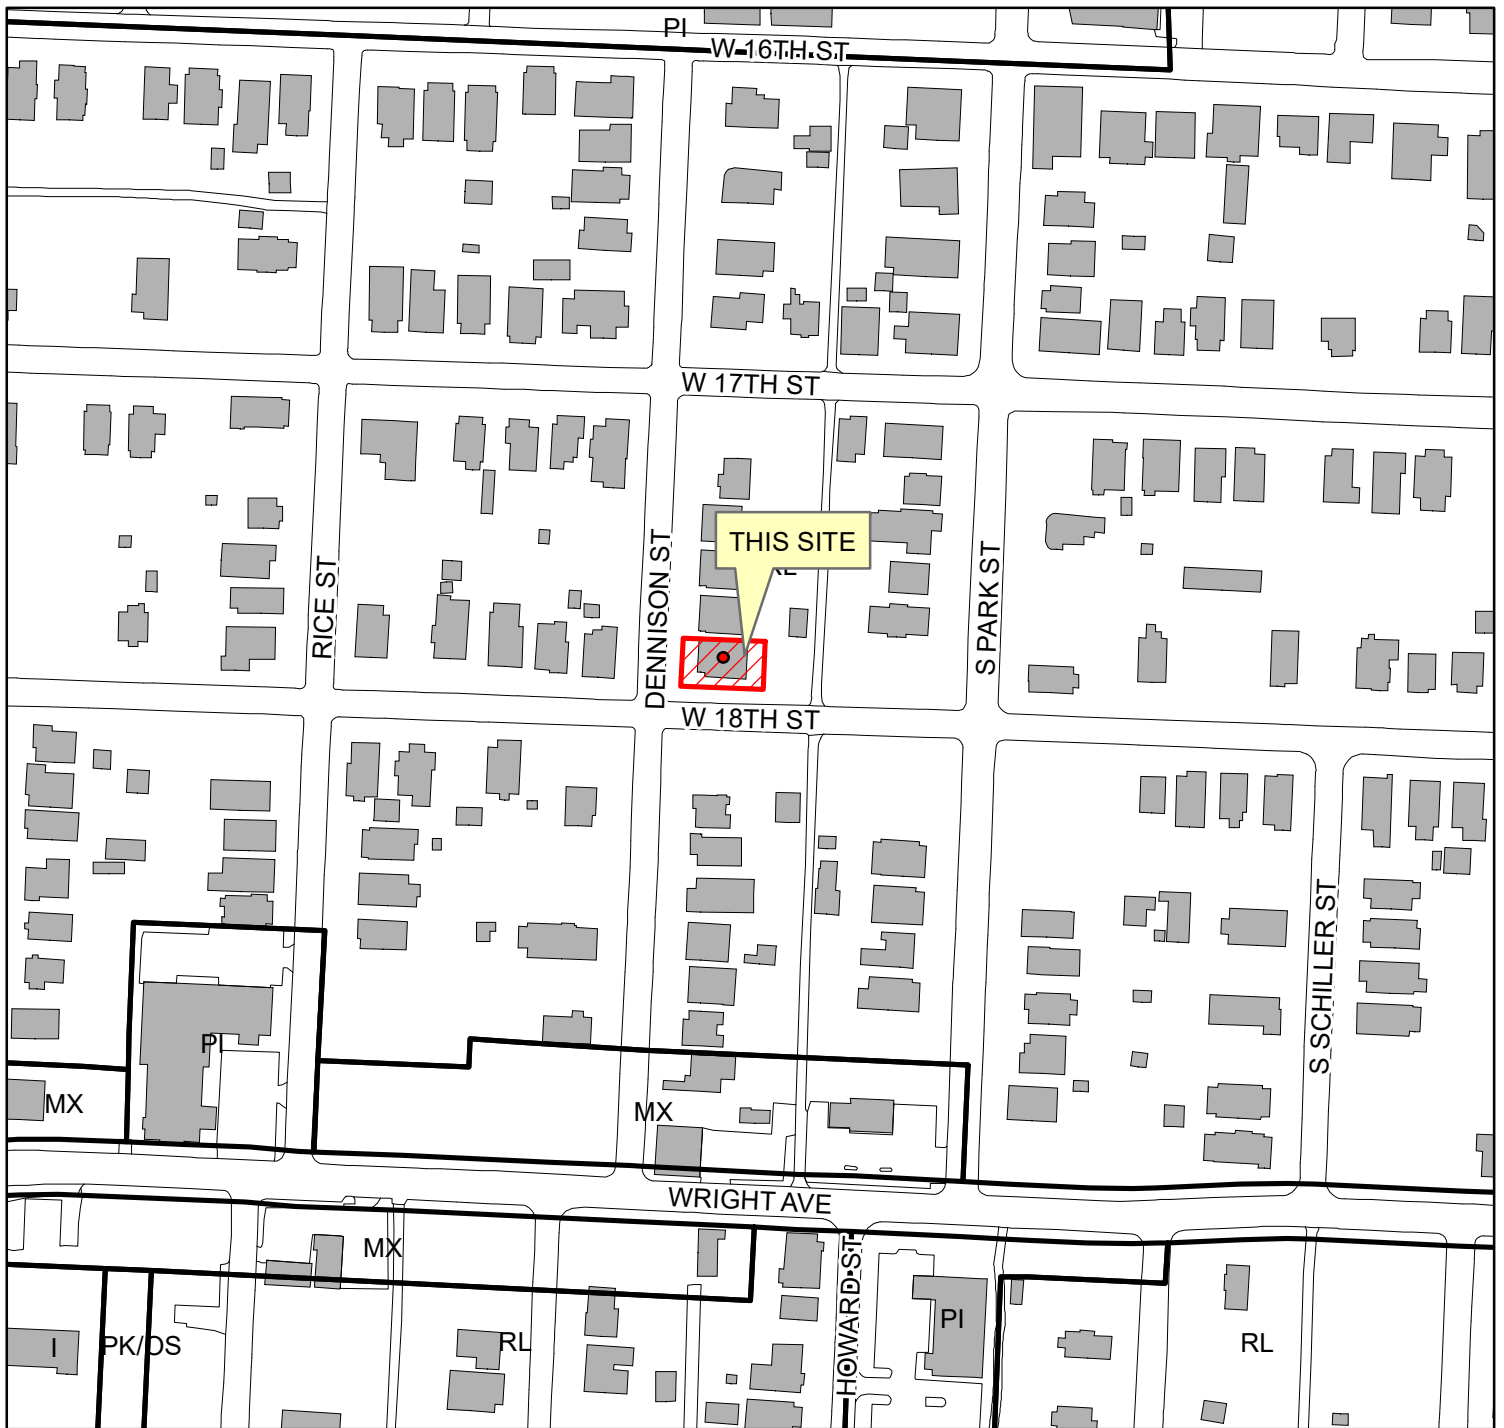 PI
W 16TH ST
W 17TH ST
THIS SITE
RL
RICE ST
DENNISON ST
S PARK ST
W 18TH ST
S SCHILLER ST
PI
MX
MX
WRIGHT AVE
MX
HOWARD ST
PI
I
PK/OS
RL
RL